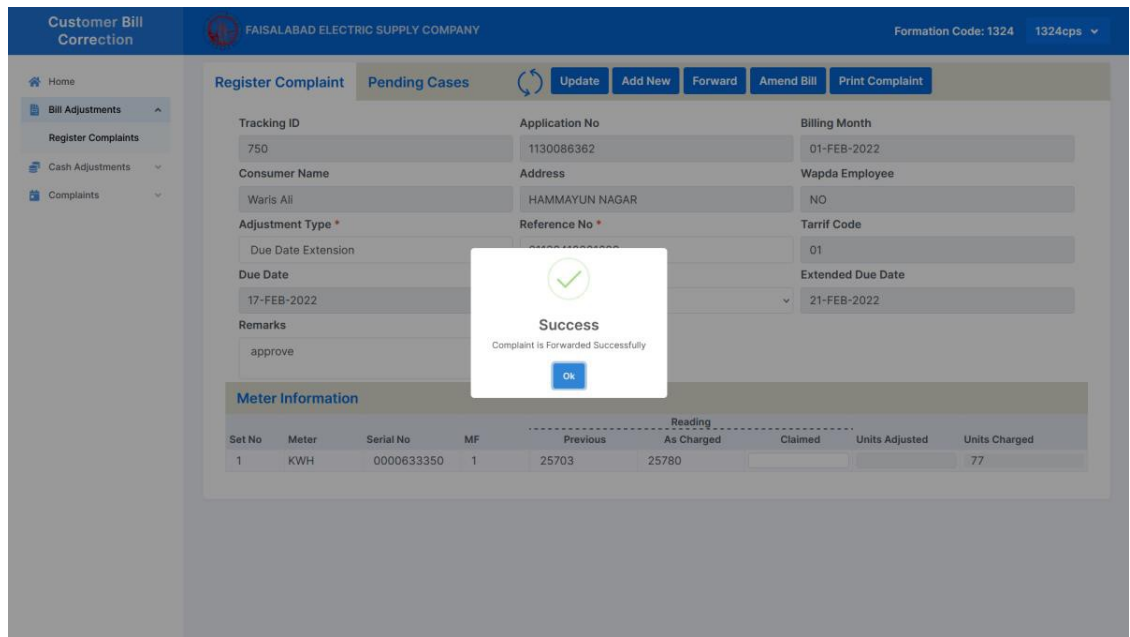 Customer Bill Correction
FAISALABAD ELECTRIC SUPPLY COMPANY
Formation Code: 1324
1324cps
Home
Bill Adjustments
Register Complaints
Cash Adjustments
Complaints
Register Complaint
Pending Cases
Update
Add New
Forward
Amend Bill
Print Complaint
Tracking ID
Application No
Billing Month
750
1130086362
01-FEB-2022
Consumer Name
Address
Wapda Employee
Waris Ali
HAMMAYUN NAGAR
NO
Adjustment Type *
Reference No *
Tarrif Code
Due Date Extension
01
Due Date
Extended Due Date
17-FEB-2022
21-FEB-2022
Remarks
approve
Success
Complaint is Forwarded Successfully
Ok
Meter Information
Reading
Set No Meter Serial No MF Previous As Charged Claimed Units Adjusted Units Charged
1 KWH 0000633350 1 25703 25780 77